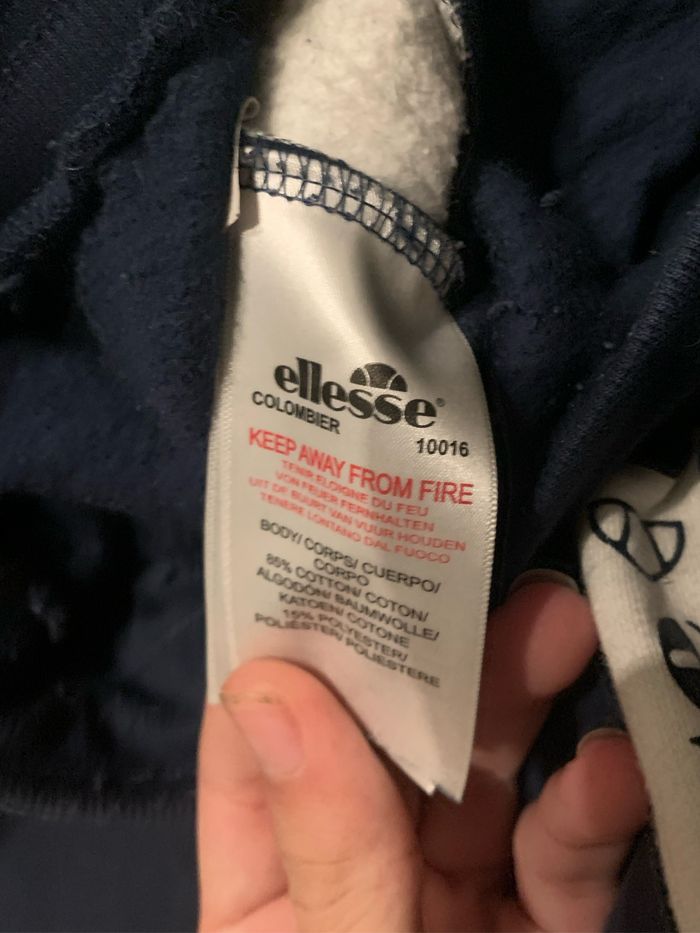 ellesse®
COLOMBIER
10016
KEEP AWAY FROM FIRE
TENIR ELOIGNE DU FEU
VON FEUER FERNHALTEN
UIT DE BUURT VAN VUUR HOUDEN
TENERE LONTANO DAL FUOCO
BODY/ CORPS/ CUERPO/
CORPO
85% COTTON/ COTON/
ALGODÓN/ BAUMWOLLE/
KATOEN/ COTONE
15% POLYESTER/
POLIÉSTER/ POLIESTERE